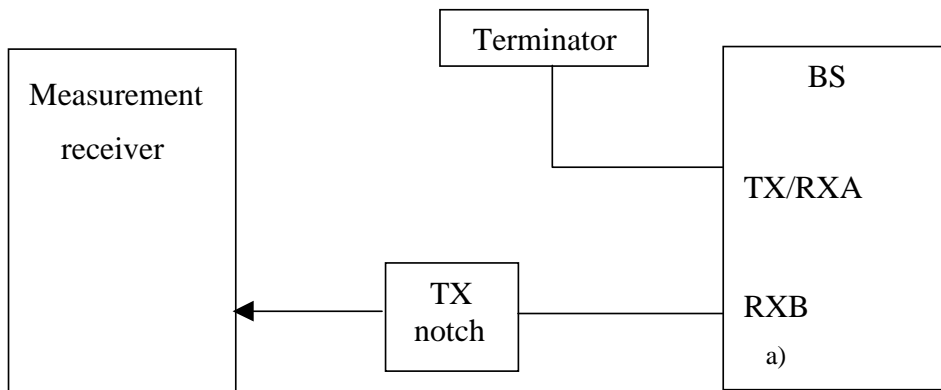 Terminator
Measurement
receiver
BS
TX/RXA
TX
notch
RXB
a)